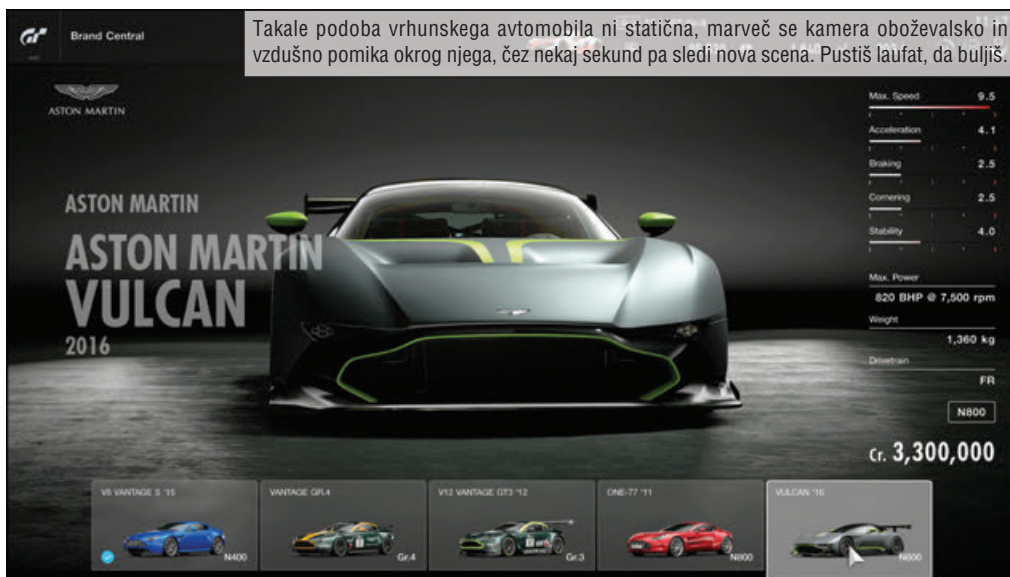 Takale podoba vrhunskega avtomobila ni statična, marveč se kamera oboževalsko in
vzdušno pomika okrog njega, čez nekaj sekund pa sledi nova scena. Pustiš laufat, da buljiš.
Brand Central
ASTON MARTIN
ASTON MARTIN
ASTON MARTIN
VULCAN
2016
Max. Speed 9.5
Acceleration 4.1
Braking 2.5
Cornering 2.5
Stability 4.0
Max. Power
820 BHP @ 7,500 rpm
Weight
1,360 kg
Drivetrain
FR
N800
Cr. 3,300,000
V8 VANTAGE S '15
N400
VANTAGE GR.4
Gr.4
V12 VANTAGE GT3 '12
Gr.3
ONE-77 '11
N800
VULCAN '16
N800